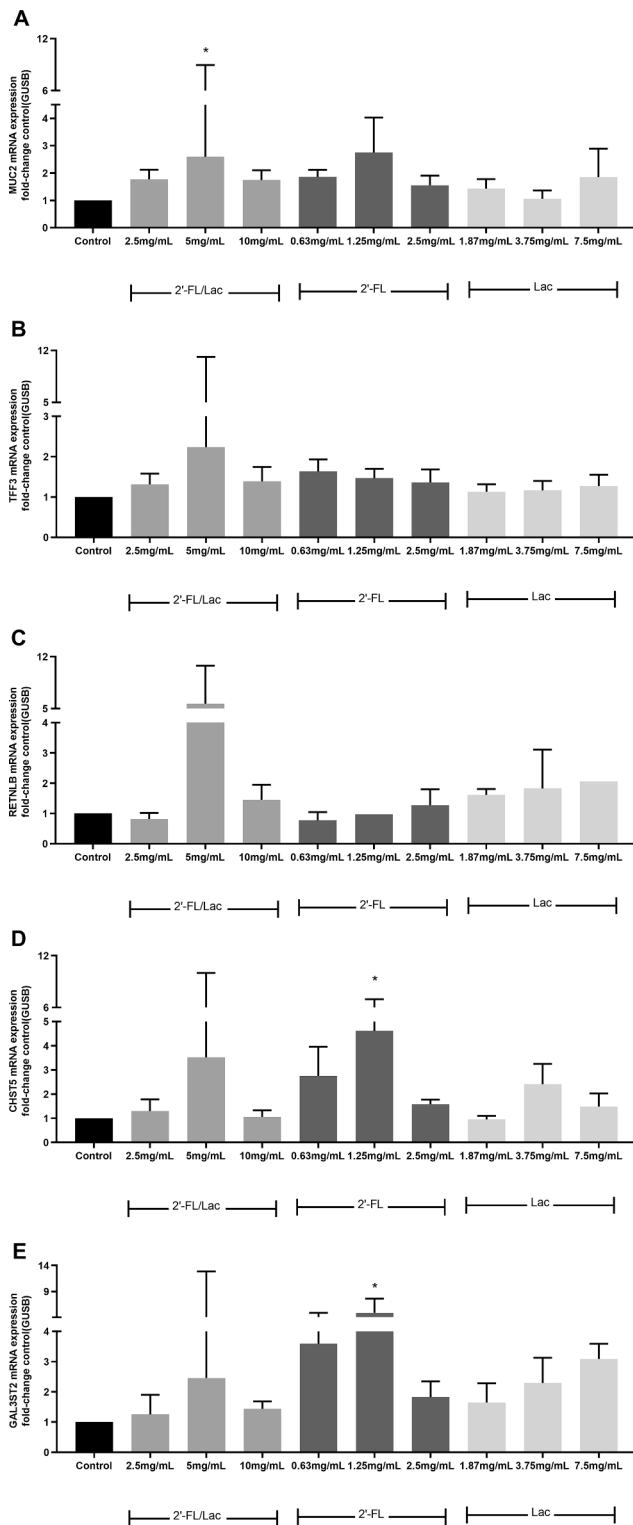 A
MUC2 mRNA expression
fold-change control(GUSB)
12
6
4
3
2
1
0
*
Control 2.5mg/mL 5mg/mL 10mg/mL 0.63mg/mL 1.25mg/mL 2.5mg/mL 1.87mg/mL 3.75mg/mL 7.5mg/mL
2'-FL/Lac 2'-FL Lac
B
TFF3 mRNA expression
fold-change control(GUSB)
12
5
3
2
1
0
Control 2.5mg/mL 5mg/mL 10mg/mL 0.63mg/mL 1.25mg/mL 2.5mg/mL 1.87mg/mL 3.75mg/mL 7.5mg/mL
2'-FL/Lac 2'-FL Lac
C
RETNLB mRNA expression
fold-change control(GUSB)
12
5
4
3
2
1
0
Control 2.5mg/mL 5mg/mL 10mg/mL 0.63mg/mL 1.25mg/mL 2.5mg/mL 1.87mg/mL 3.75mg/mL 7.5mg/mL
2'-FL/Lac 2'-FL Lac
D
CHST5 mRNA expression
fold-change control(GUSB)
12
6
5
4
3
2
1
0
*
Control 2.5mg/mL 5mg/mL 10mg/mL 0.63mg/mL 1.25mg/mL 2.5mg/mL 1.87mg/mL 3.75mg/mL 7.5mg/mL
2'-FL/Lac 2'-FL Lac
E
GAL3ST2 mRNA expression
fold-change control(GUSB)
14
9
4
3
2
1
0
*
Control 2.5mg/mL 5mg/mL 10mg/mL 0.63mg/mL 1.25mg/mL 2.5mg/mL 1.87mg/mL 3.75mg/mL 7.5mg/mL
2'-FL/Lac 2'-FL Lac